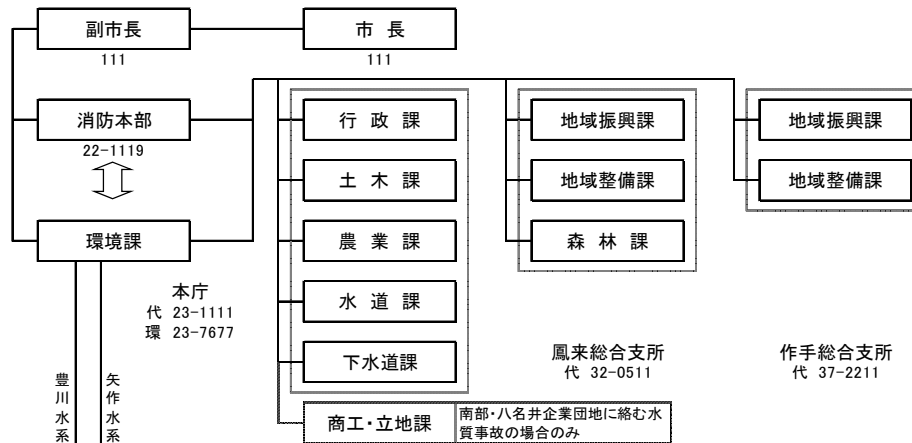 副市長
111
市 長
111
消防本部
22-1119
環境課
本庁
代 23-1111
環 23-7677
豊川水系
矢作水系
行 政 課
土 木 課
農 業 課
水 道 課
下水道課
商工・立地課
南部・八名井企業団地に絡む水
質事故の場合のみ
地域振興課
地域整備課
森 林 課
鳳来総合支所
代 32-0511
地域振興課
地域整備課
作手総合支所
代 37-2211